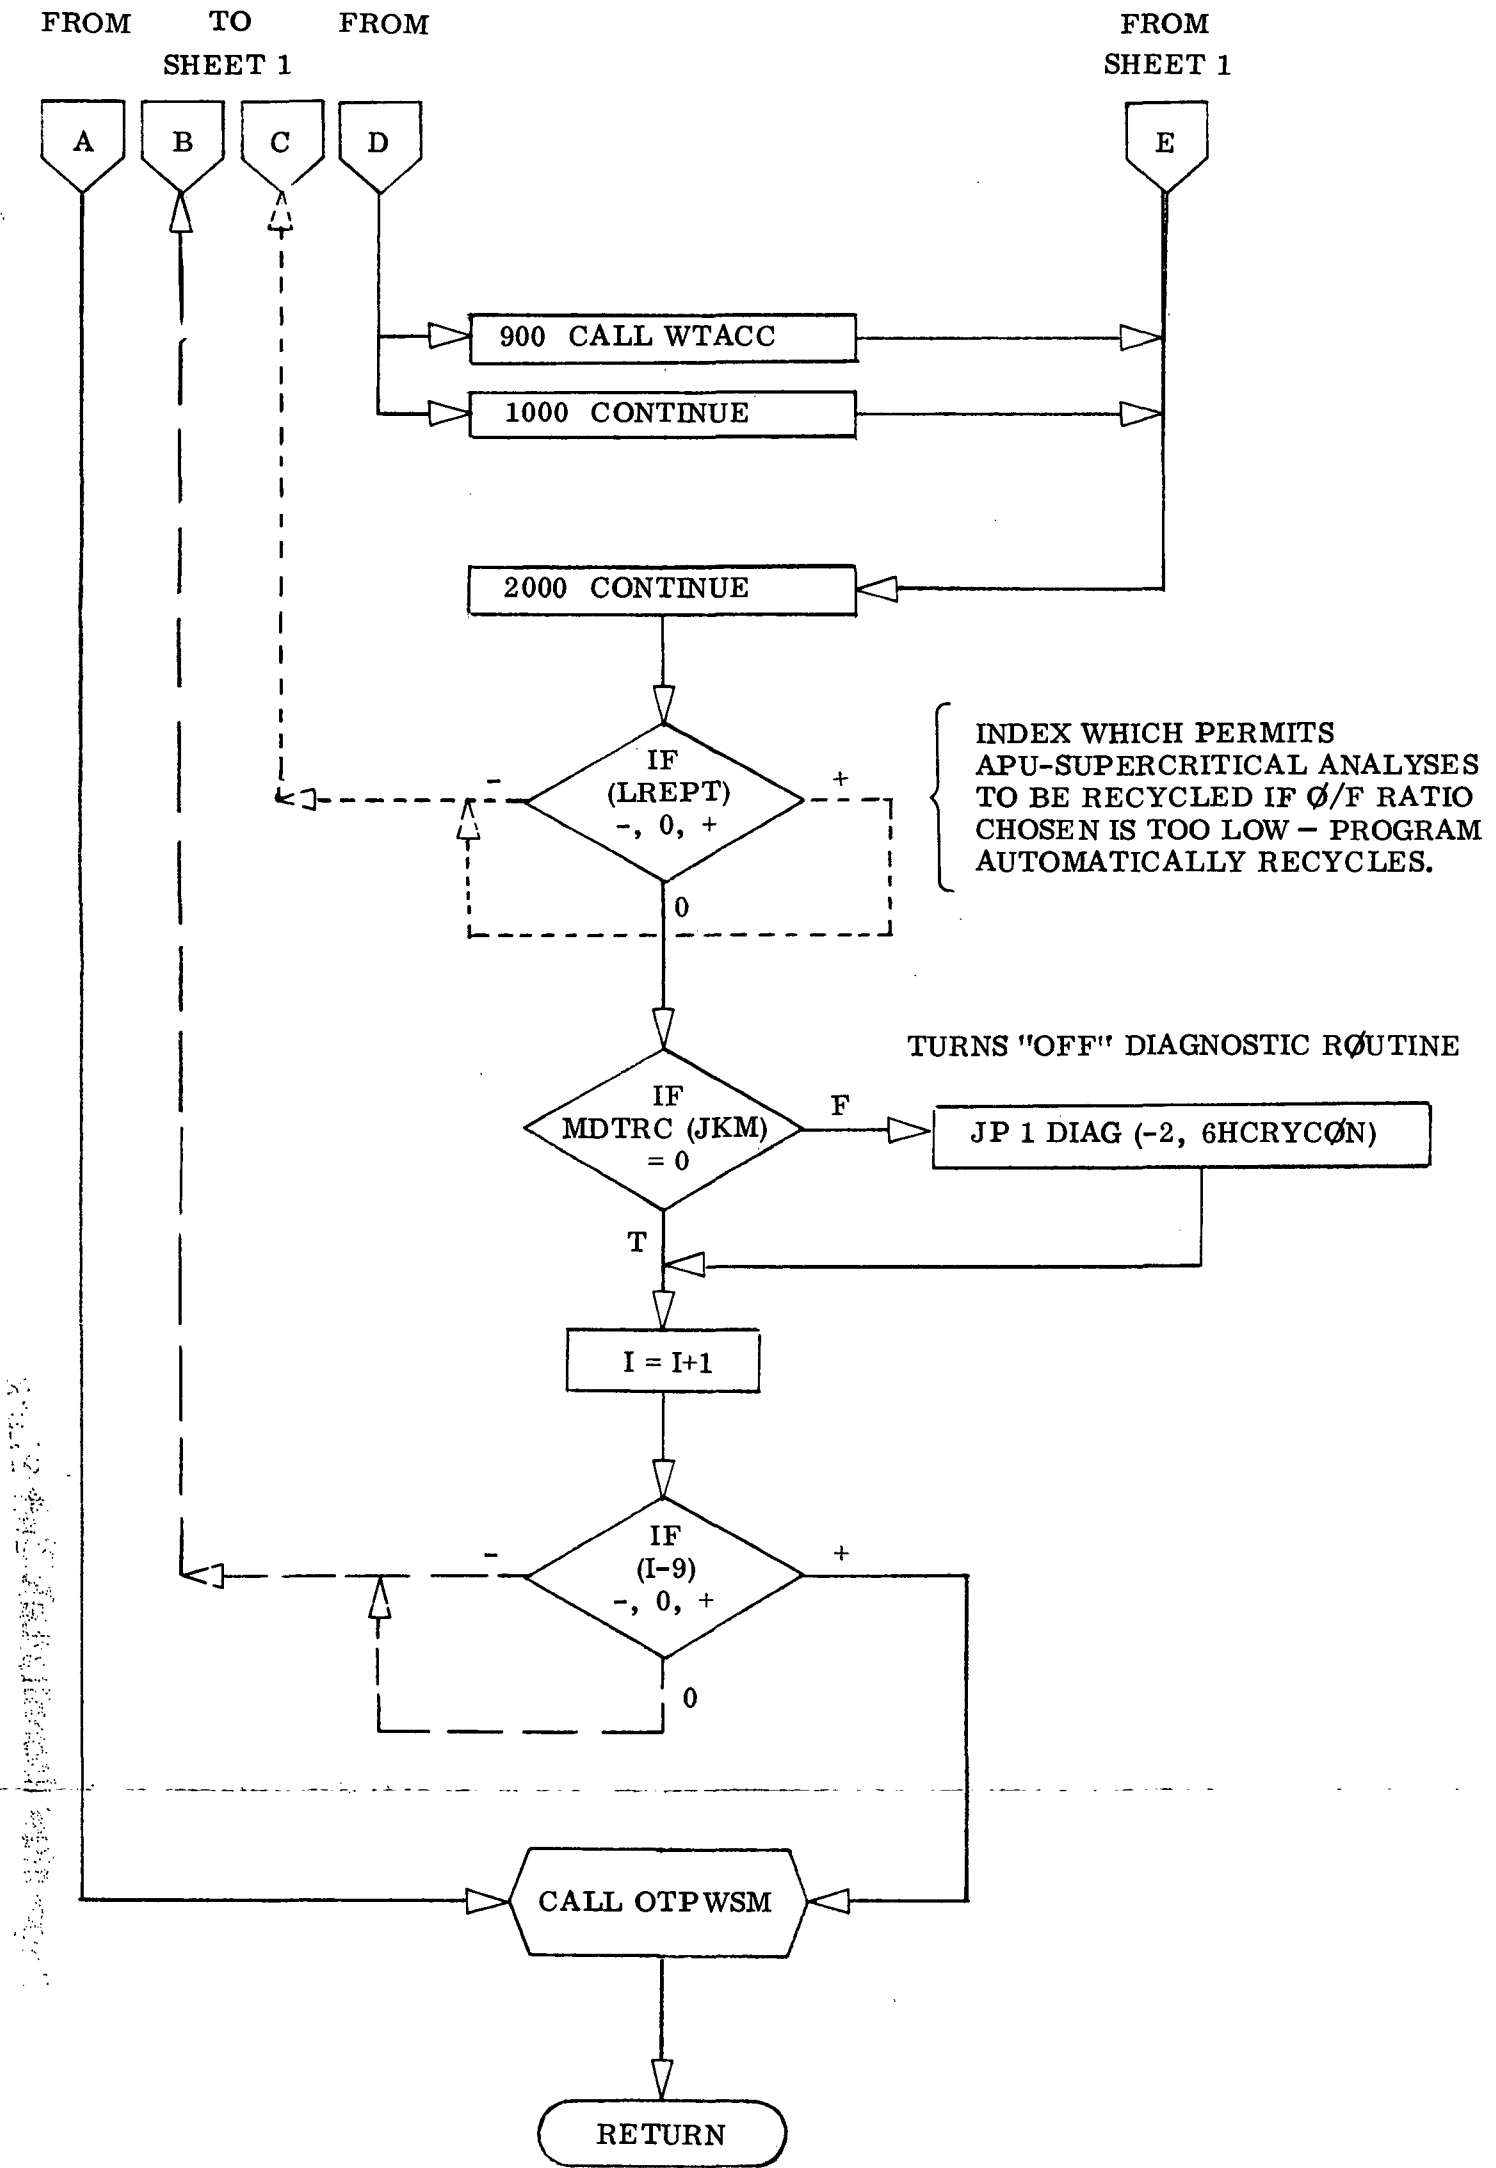 FROM TO FROM FROM
SHEET 1 SHEET 1
A B C D E
900 CALL WTACC
1000 CONTINUE
2000 CONTINUE
IF
(LREPT)
-, 0, +
-
+
0
INDEX WHICH PERMITS
APU-SUPERCRITICAL ANALYSES
TO BE RECYCLED IF Ø/F RATIO
CHOSEN IS TOO LOW – PROGRAM
AUTOMATICALLY RECYCLES.
TURNS "OFF" DIAGNOSTIC RØUTINE
IF
MDTRC (JKM)
= 0
F
JP 1 DIAG (-2, 6HCRYCØN)
T
I = I+1
IF
(I-9)
-, 0, +
-
+
0
CALL OTPWSM
RETURN